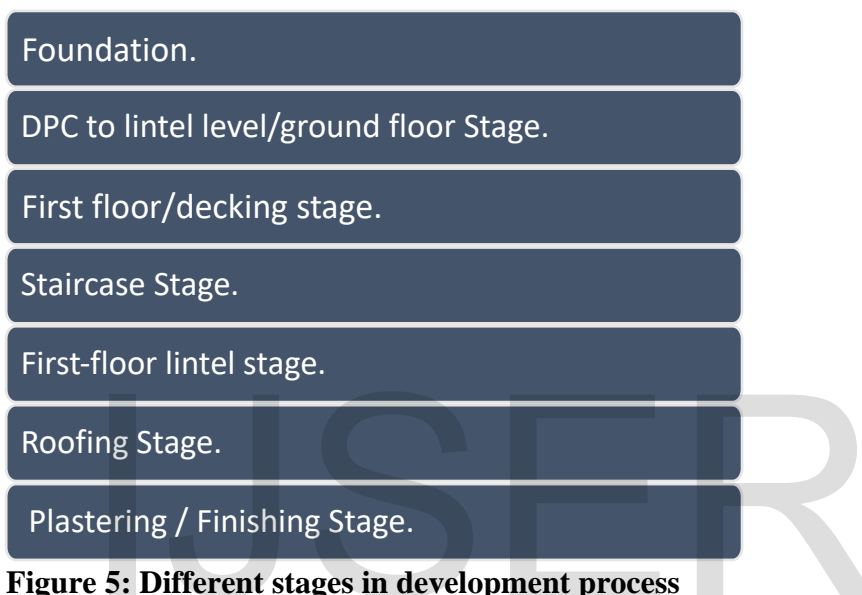 Foundation.
DPC to lintel level/ground floor Stage.
First floor/decking stage.
Staircase Stage.
First-floor lintel stage.
Roofing Stage.
Plastering / Finishing Stage.
Figure 5: Different stages in development process
IJSER